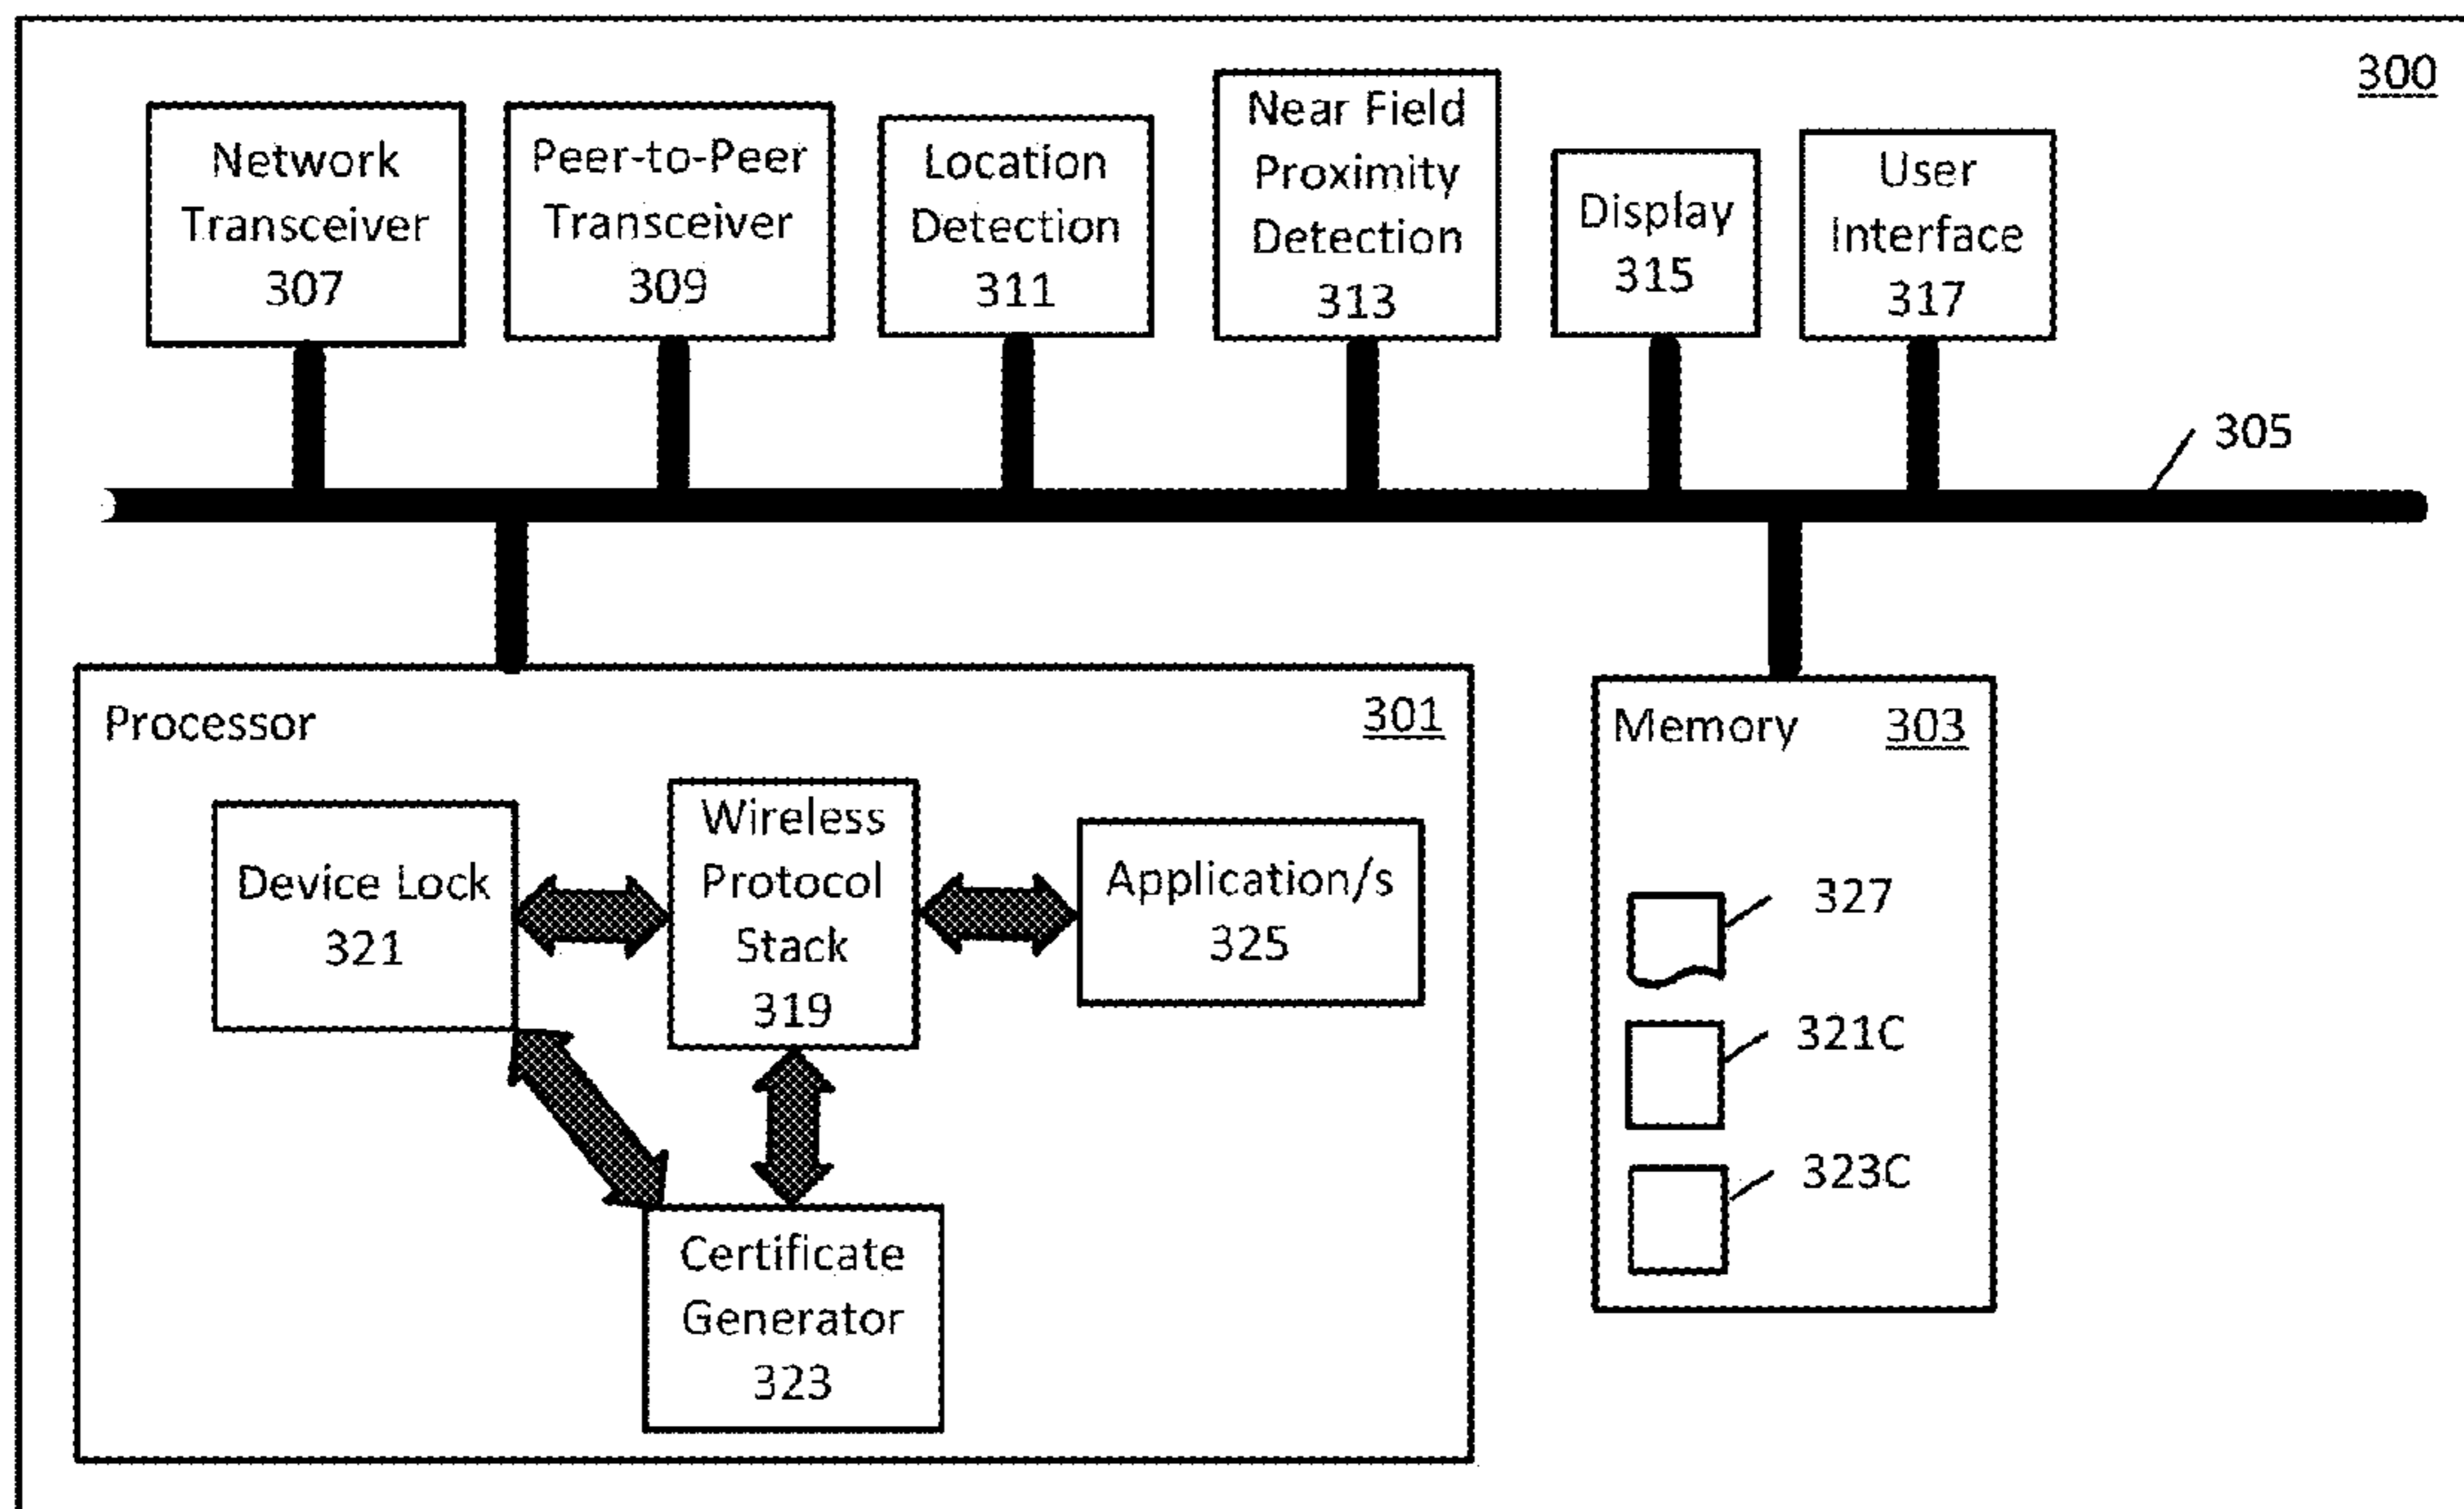 300
Network
Transceiver
307
Peer-to-Peer
Transceiver
309
Location
Detection
311
Near Field
Proximity
Detection
313
Display
315
User
Interface
317
305
Processor
301
Device Lock
321
Wireless
Protocol
Stack
319
Application/s
325
Certificate
Generator
323
Memory
303
327
321C
323C